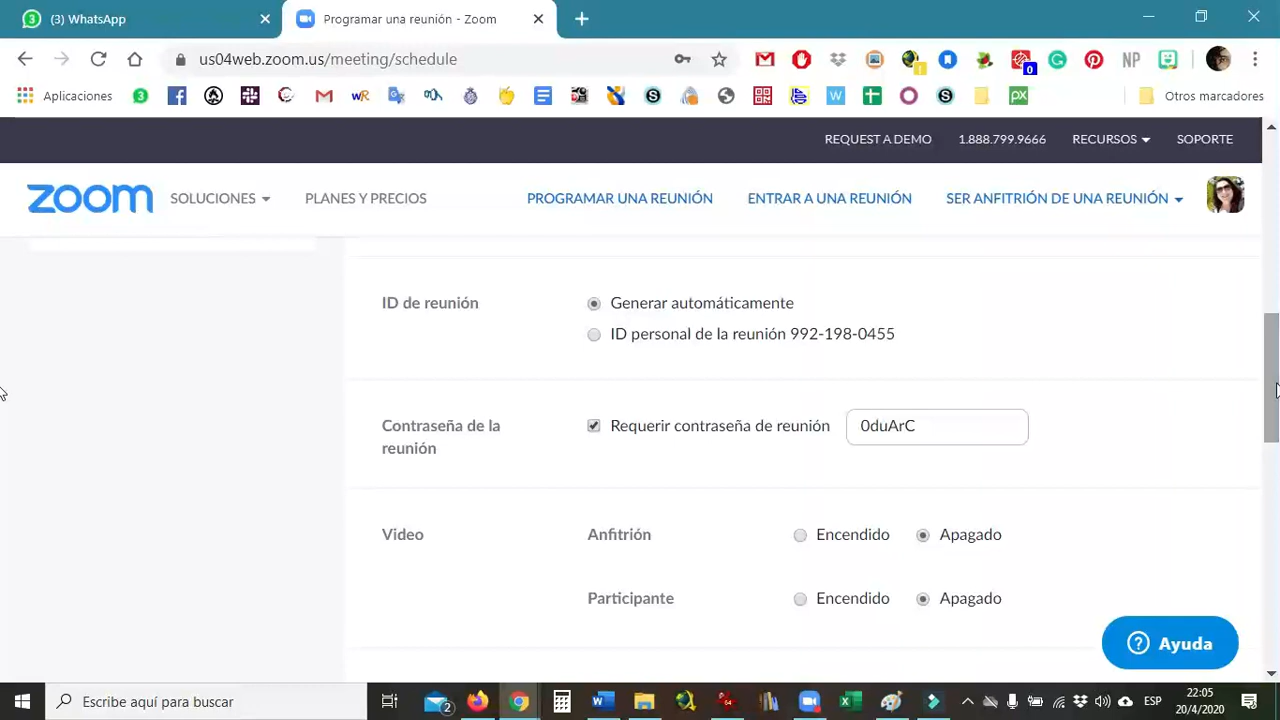 (3) WhatsApp
Programar una reunión - Zoom
us04web.zoom.us/meeting/schedule
Aplicaciones
Otros marcadores
REQUEST A DEMO 1.888.799.9666 RECURSOS SOPORTE
zoom SOLUCIONES PLANES Y PRECIOS PROGRAMAR UNA REUNIÓN ENTRAR A UNA REUNIÓN SER ANFITRIÓN DE UNA REUNIÓN
ID de reunión
Generar automáticamente
ID personal de la reunión 992-198-0455
Contraseña de la
reunión
Requerir contraseña de reunión 0duArC
Video
Anfitrión Encendido Apagado
Participante Encendido Apagado
Ayuda
Escribe aquí para buscar
ESP
22:05
20/4/2020